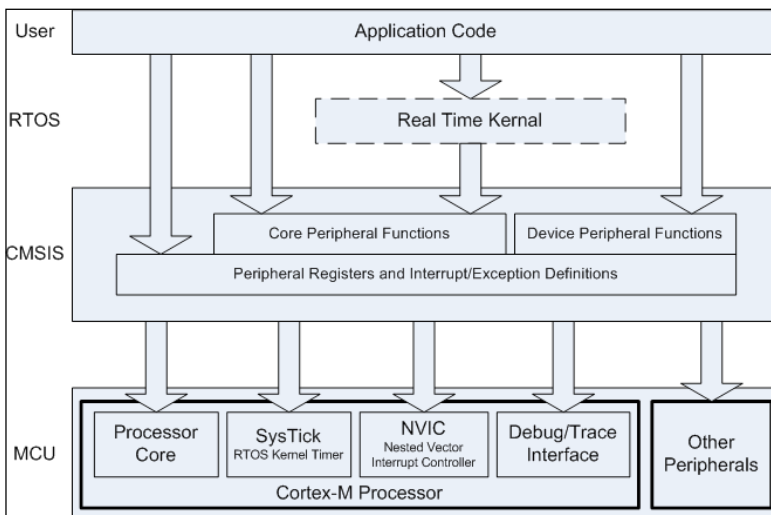 User
Application Code
RTOS
Real Time Kernal
CMSIS
Core Peripheral Functions
Device Peripheral Functions
Peripheral Registers and Interrupt/Exception Definitions
MCU
Processor
Core
SysTick
RTOS Kernel Timer
NVIC
Nested Vector
Interrupt Controller
Debug/Trace
Interface
Other
Peripherals
Cortex-M Processor